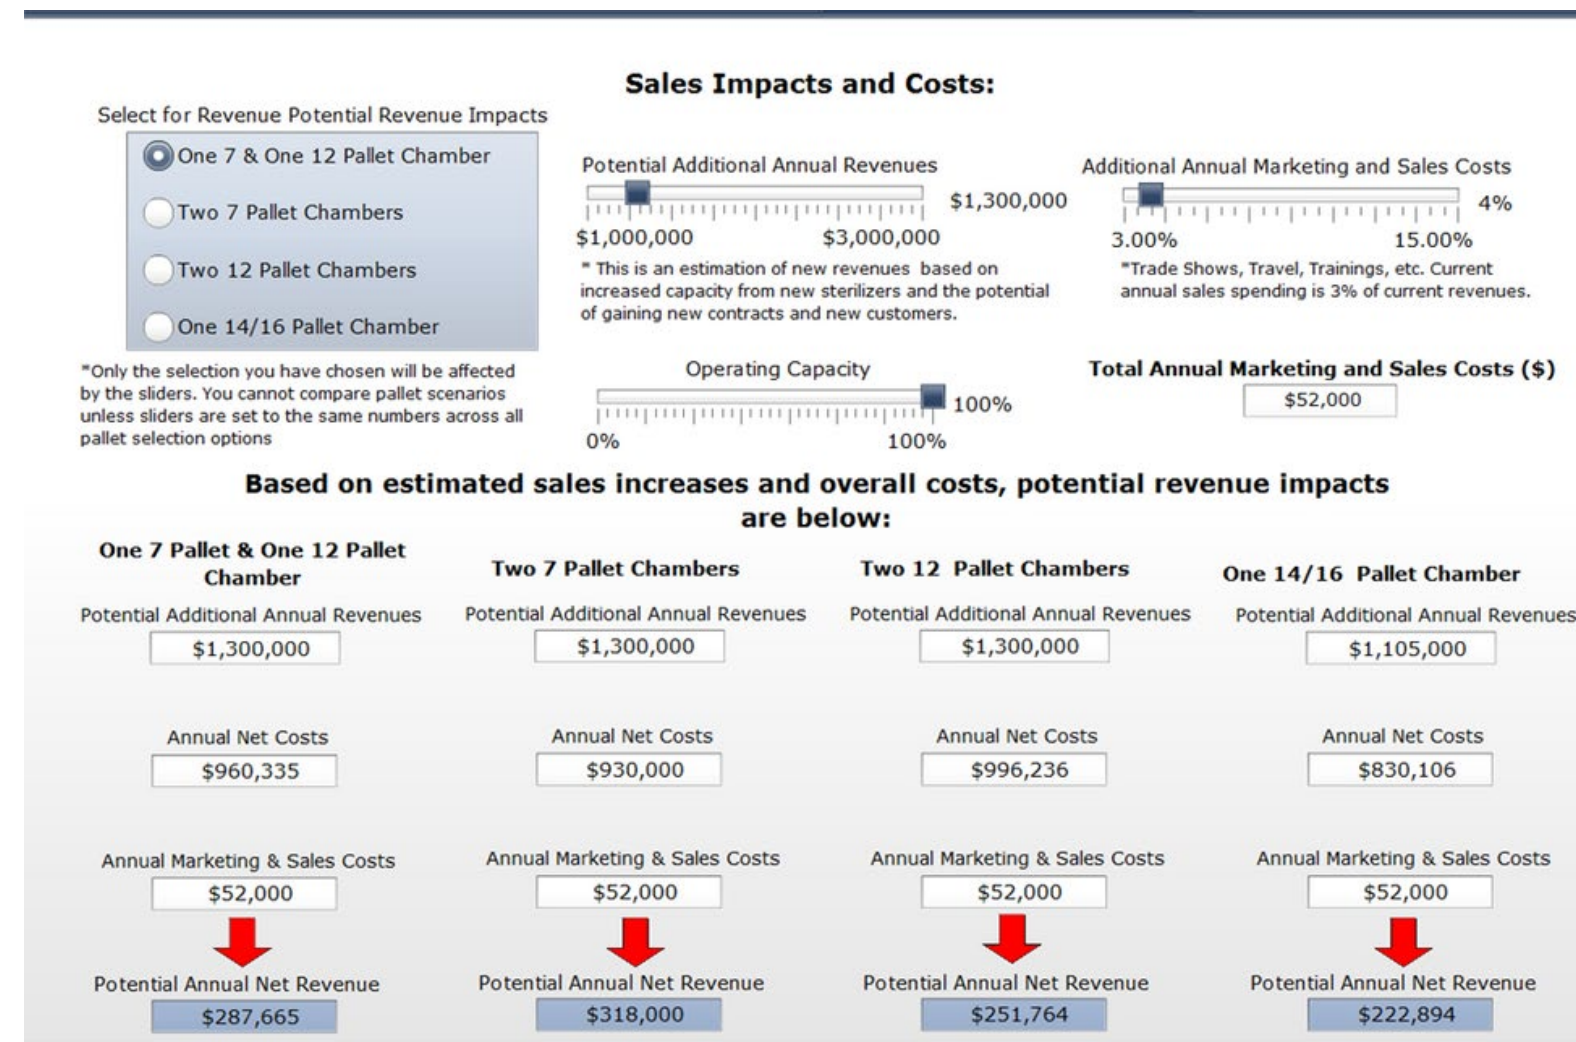 Sales Impacts and Costs:
Select for Revenue Potential Revenue Impacts
One 7 & One 12 Pallet Chamber
Two 7 Pallet Chambers
Two 12 Pallet Chambers
One 14/16 Pallet Chamber
*Only the selection you have chosen will be affected
by the sliders. You cannot compare pallet scenarios
unless sliders are set to the same numbers across all
pallet selection options
Potential Additional Annual Revenues
$1,300,000
$1,000,000 $3,000,000
* This is an estimation of new revenues based on
increased capacity from new sterilizers and the potential
of gaining new contracts and new customers.
Additional Annual Marketing and Sales Costs
4%
3.00% 15.00%
*Trade Shows, Travel, Trainings, etc. Current
annual sales spending is 3% of current revenues.
Operating Capacity
100%
0% 100%
Total Annual Marketing and Sales Costs ($)
$52,000
Based on estimated sales increases and overall costs, potential revenue impacts
are below:
One 7 Pallet & One 12 Pallet
Chamber
Potential Additional Annual Revenues
$1,300,000
Annual Net Costs
$960,335
Annual Marketing & Sales Costs
$52,000
Potential Annual Net Revenue
$287,665
Two 7 Pallet Chambers
Potential Additional Annual Revenues
$1,300,000
Annual Net Costs
$930,000
Annual Marketing & Sales Costs
$52,000
Potential Annual Net Revenue
$318,000
Two 12 Pallet Chambers
Potential Additional Annual Revenues
$1,300,000
Annual Net Costs
$996,236
Annual Marketing & Sales Costs
$52,000
Potential Annual Net Revenue
$251,764
One 14/16 Pallet Chamber
Potential Additional Annual Revenues
$1,105,000
Annual Net Costs
$830,106
Annual Marketing & Sales Costs
$52,000
Potential Annual Net Revenue
$222,894